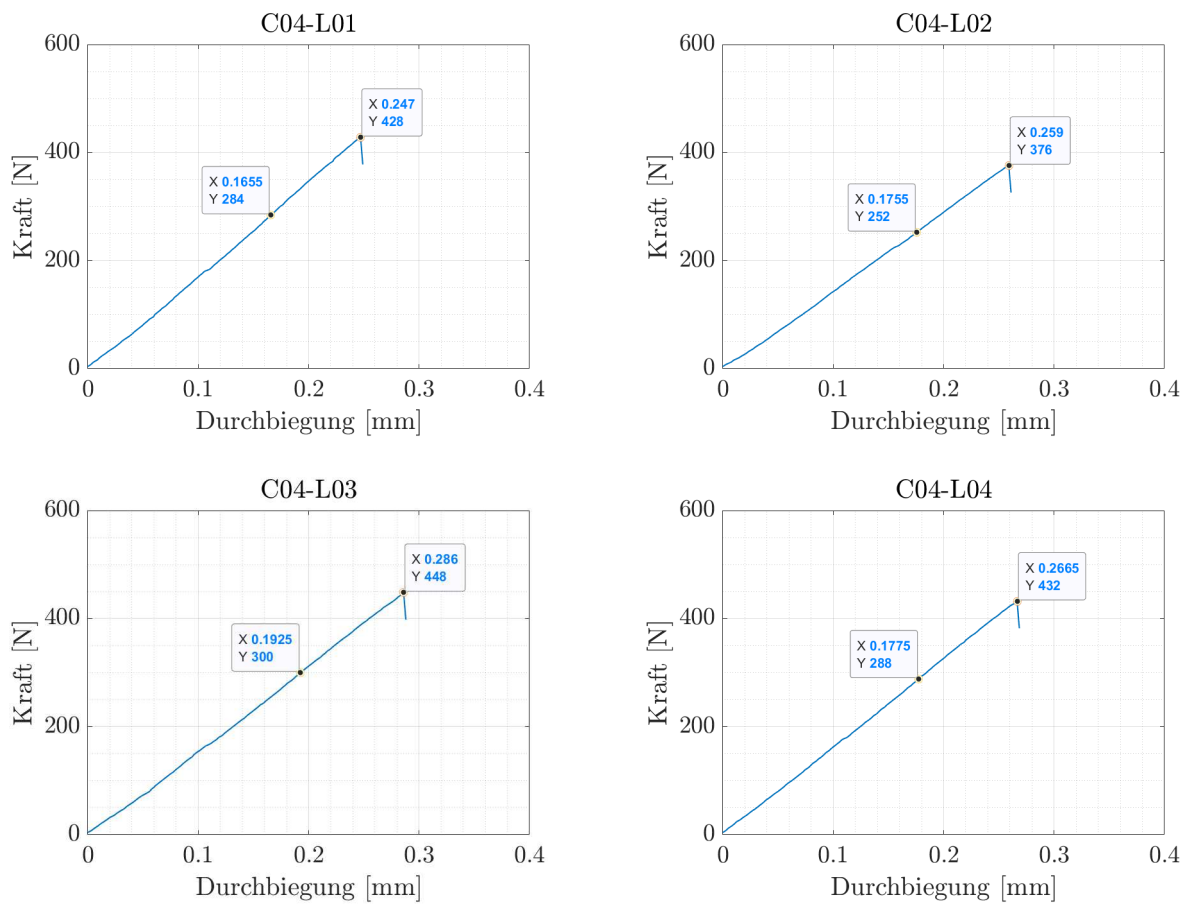 C04-L01
600
400
200
0
X 0.247
Y 428
X 0.1655
Y 284
0 0.1 0.2 0.3 0.4
Durchbiegung [mm]
Kraft [N]
C04-L02
600
400
200
0
X 0.259
Y 376
X 0.1755
Y 252
0 0.1 0.2 0.3 0.4
Durchbiegung [mm]
Kraft [N]
C04-L03
600
400
200
0
X 0.286
Y 448
X 0.1925
Y 300
0 0.1 0.2 0.3 0.4
Durchbiegung [mm]
Kraft [N]
C04-L04
600
400
200
0
X 0.2665
Y 432
X 0.1775
Y 288
0 0.1 0.2 0.3 0.4
Durchbiegung [mm]
Kraft [N]